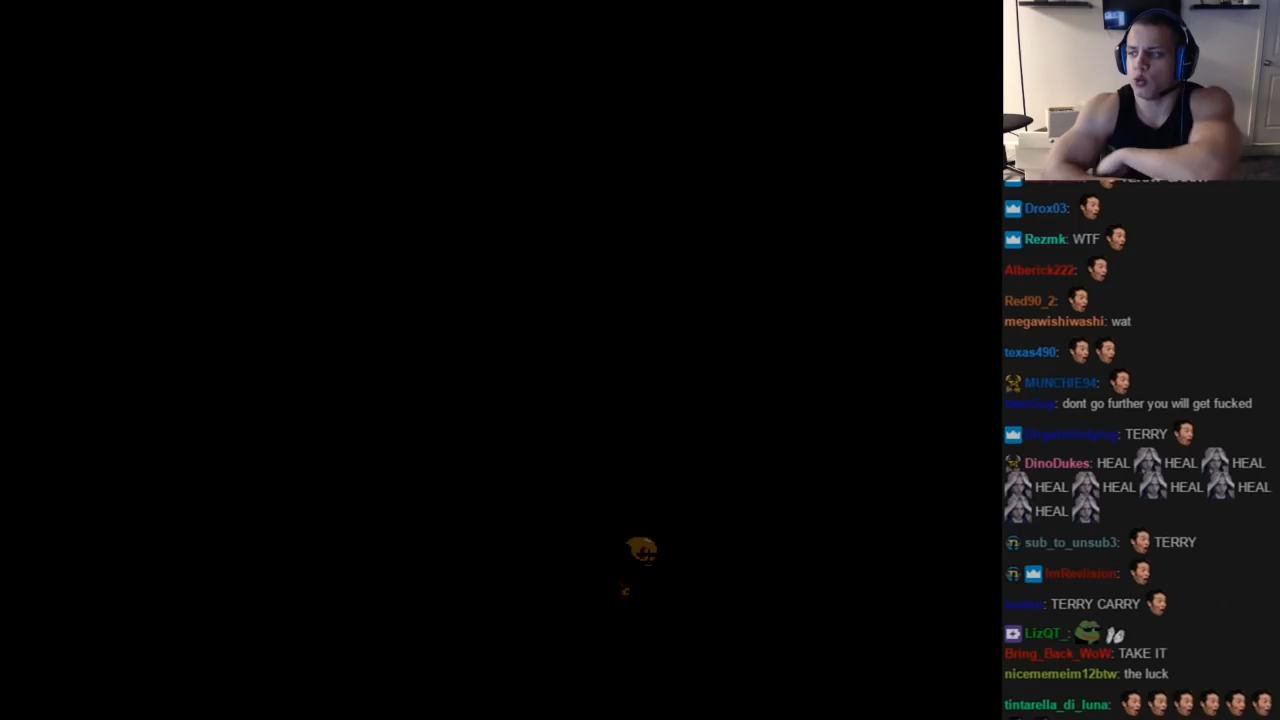 Drox03:
Rezmk: WTF
Alberick222:
Red90_2:
megawishiwashi: wat
texas490:
MUNCHIE94:
: dont go further you will get fucked
: TERRY
DinoDukes: HEAL HEAL HEAL
HEAL HEAL HEAL HEAL
HEAL
sub_to_unsub3: TERRY
ImRevlision:
: TERRY CARRY
LizQT_:
Bring_Back_WoW: TAKE IT
nicememeim12btw: the luck
tintarella_di_luna: